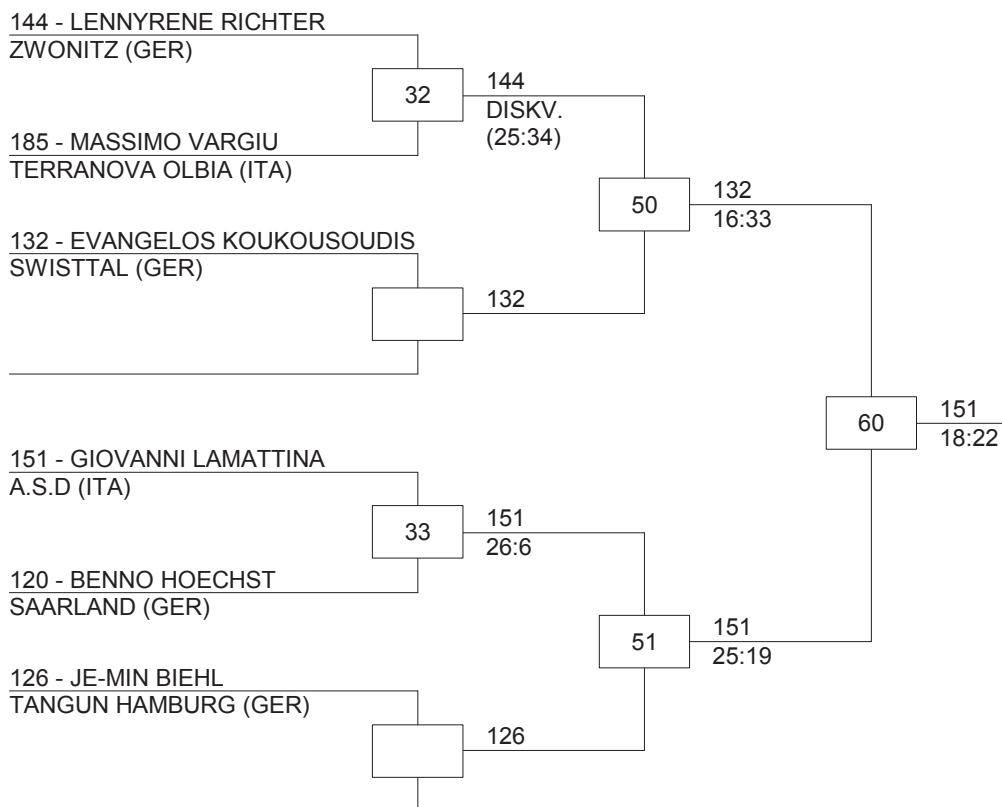 144 - LENNYRENE RICHTER
ZWONITZ (GER)
32
144
DISKV.
(25:34)
185 - MASSIMO VARGIU
TERRANOVA OLBIA (ITA)
50
132
16:33
132 - EVANGELOS KOUKOUSOUDIS
SWISTTAL (GER)
132
60
151
18:22
151 - GIOVANNI LAMATTINA
A.S.D (ITA)
33
151
26:6
120 - BENNO HOECHST
SAARLAND (GER)
51
151
25:19
126 - JE-MIN BIEHL
TANGUN HAMBURG (GER)
126